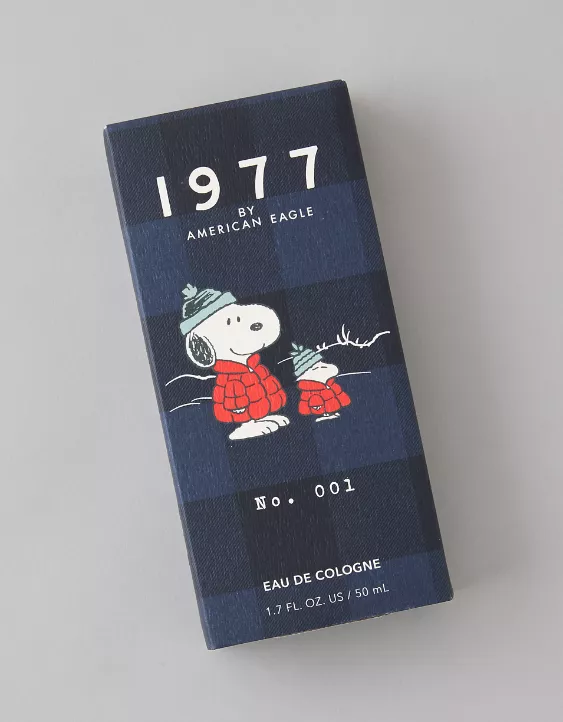 1977
BY
AMERICAN EAGLE
No. 001
EAU DE COLOGNE
1.7 FL. OZ. US / 50 mL